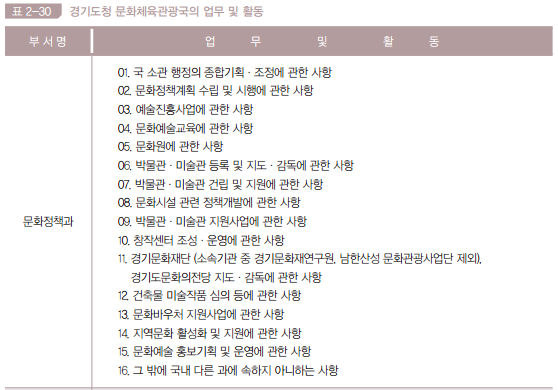 표 2-30 경기도청 문화체육관광국의 업무 및 활동
부서명 업 무 및 활 동
01. 국 소관 행정의 종합기획·조정에 관한 사항
02. 문화정책계획 수립 및 시행에 관한 사항
03. 예술진흥사업에 관한 사항
04. 문화예술교육에 관한 사항
05. 문화원에 관한 사항
06. 박물관·미술관 등록 및 지도·감독에 관한 사항
07. 박물관·미술관 건립 및 지원에 관한 사항
08. 문화시설 관련 정책개발에 관한 사항
문화정책과
09. 박물관·미술관 지원사업에 관한 사항
10. 창작센터 조성·운영에 관한 사항
11. 경기문화재단 (소속기관 중 경기문화재연구원, 남한산성 문화관광사업단 제외),
경기도문화의전당 지도·감독에 관한 사항
12. 건축물 미술작품 심의 등에 관한 사항
13. 문화바우처 지원사업에 관한 사항
14. 지역문화 활성화 및 지원에 관한 사항
15. 문화예술 홍보기획 및 운영에 관한 사항
16. 그 밖에 국내 다른 과에 속하지 아니하는 사항